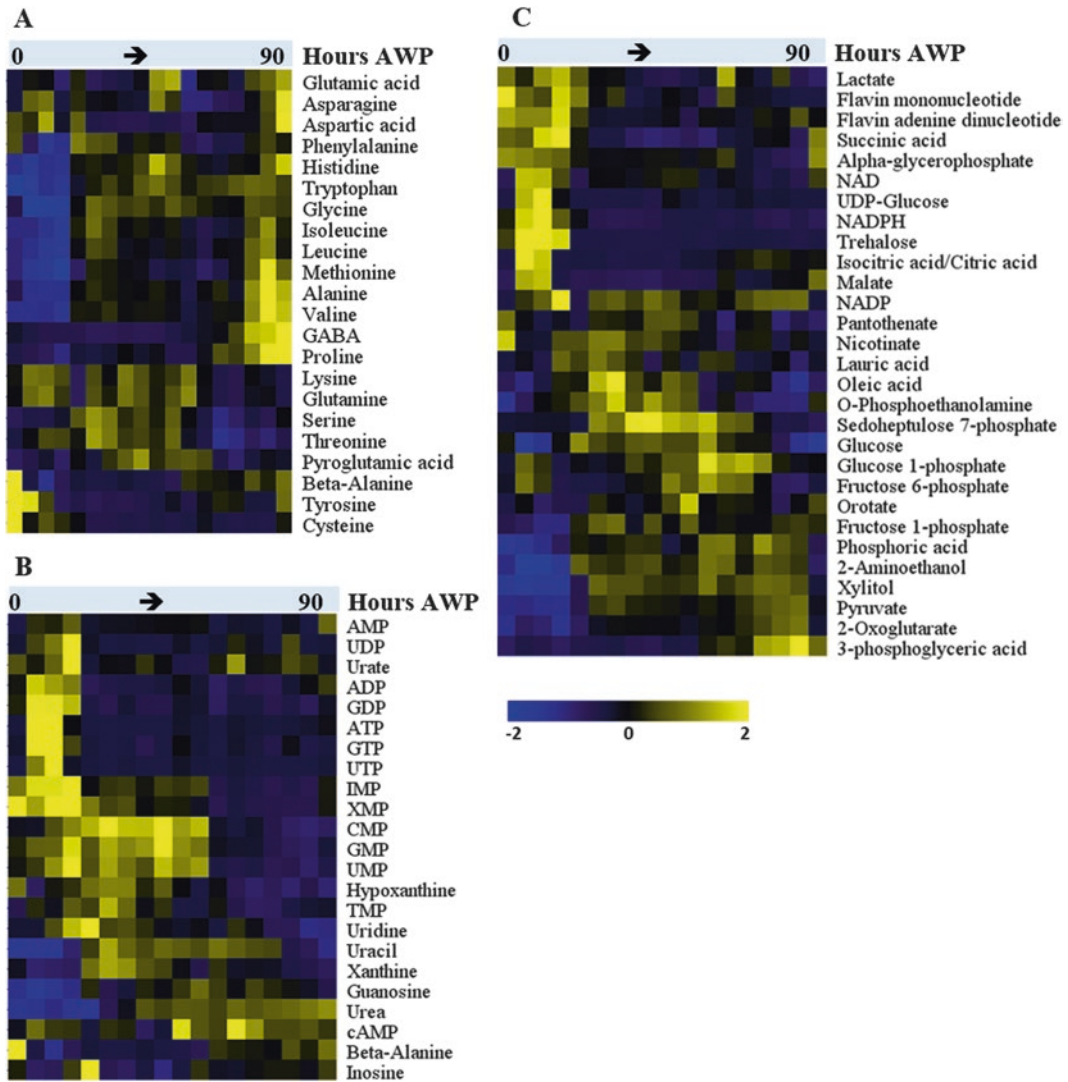 A
0 ➔ 90 Hours AWP
Glutamic acid
Asparagine
Aspartic acid
Phenylalanine
Histidine
Tryptophan
Glycine
Isoleucine
Leucine
Methionine
Alanine
Valine
GABA
Proline
Lysine
Glutamine
Serine
Threonine
Pyroglutamic acid
Beta-Alanine
Tyrosine
Cysteine
B
0 ➔ 90 Hours AWP
AMP
UDP
Urate
ADP
GDP
ATP
GTP
UTP
IMP
XMP
CMP
GMP
UMP
Hypoxanthine
TMP
Uridine
Uracil
Xanthine
Guanosine
Urea
cAMP
Beta-Alanine
Inosine
C
0 ➔ 90 Hours AWP
Lactate
Flavin mononucleotide
Flavin adenine dinucleotide
Succinic acid
Alpha-glycerophosphate
NAD
UDP-Glucose
NADPH
Trehalose
Isocitric acid/Citric acid
Malate
NADP
Pantothenate
Nicotinate
Lauric acid
Oleic acid
O-Phosphoethanolamine
Sedoheptulose 7-phosphate
Glucose
Glucose 1-phosphate
Fructose 6-phosphate
Orotate
Fructose 1-phosphate
Phosphoric acid
2-Aminoethanol
Xylitol
Pyruvate
2-Oxoglutarate
3-phosphoglyceric acid
-2 0 2